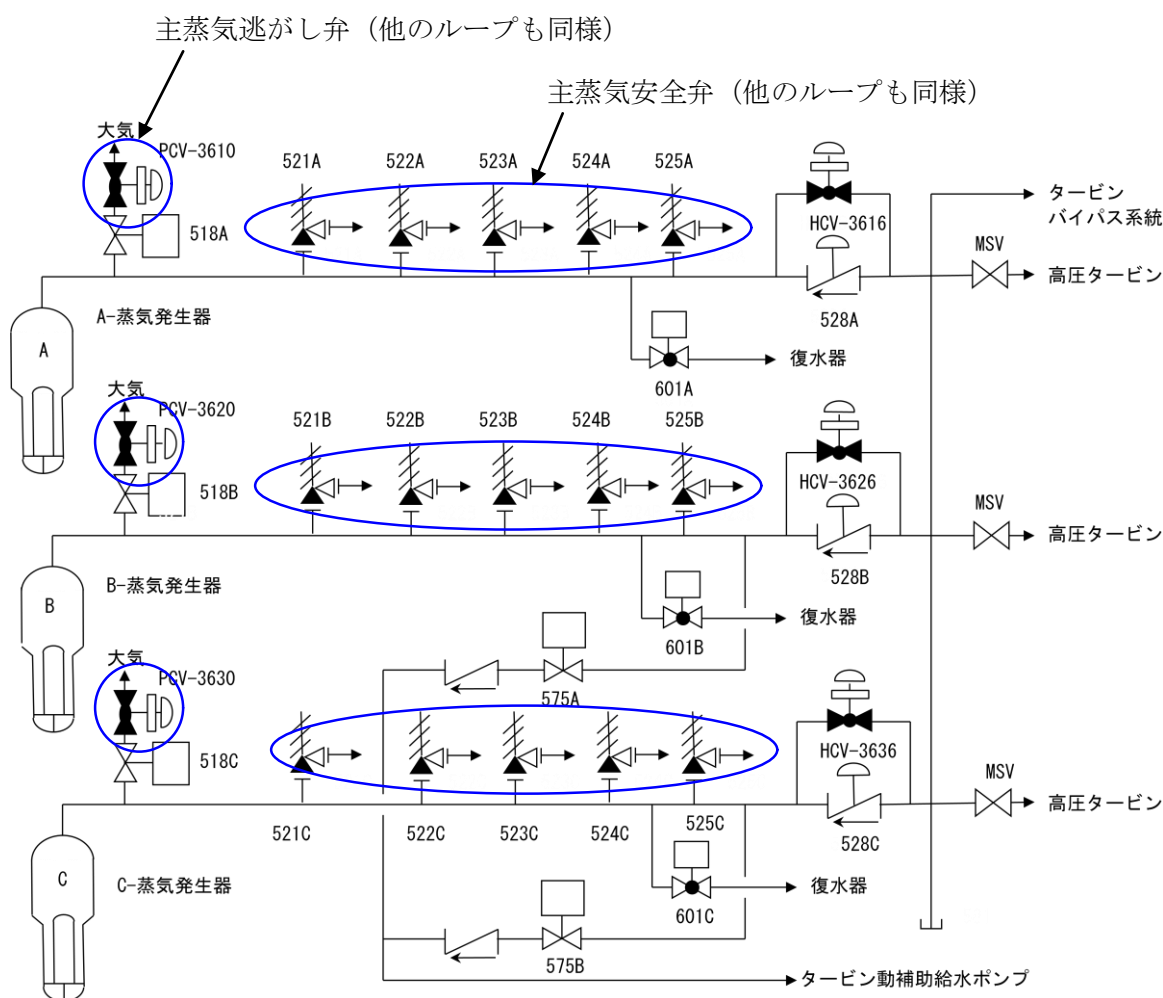 主蒸気逃がし弁（他のループも同様）
主蒸気安全弁（他のループも同様）
大気
PCV-3610
518A
521A
522A
523A
524A
525A
HCV-3616
タービン
バイパス系統
MSV
高圧タービン
528A
A-蒸気発生器
A
601A
復水器
大気
PCV-3620
518B
521B
522B
523B
524B
525B
HCV-3626
MSV
高圧タービン
528B
B-蒸気発生器
B
601B
復水器
575A
大気
PCV-3630
518C
HCV-3636
MSV
高圧タービン
521C
522C
523C
524C
525C
528C
C-蒸気発生器
C
601C
復水器
575B
タービン動補助給水ポンプ